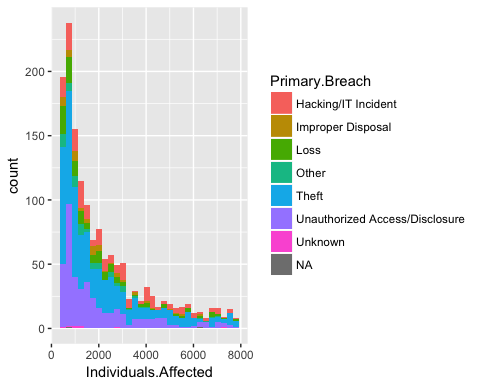 200
150
100
50
0
count
0 2000 4000 6000 8000
Individuals.Affected
Primary.Breach
Hacking/IT Incident
Improper Disposal
Loss
Other
Theft
Unauthorized Access/Disclosure
Unknown
NA